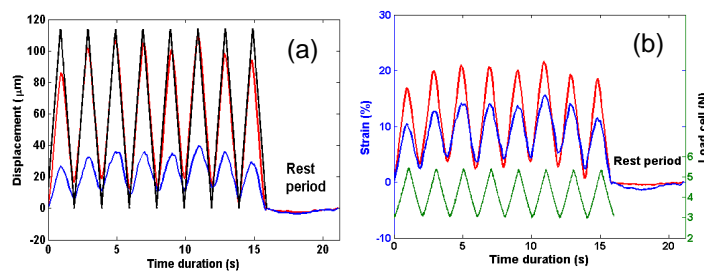 (a)
Displacement (μm)
120
100
80
60
40
20
0
-20
Rest
period
0 5 10 15 20
Time duration (s)
(b)
Strain (%)
30
20
10
0
-10
Rest period
Load cell (N)
6
5
4
3
2
0 5 10 15 20
Time duration (s)